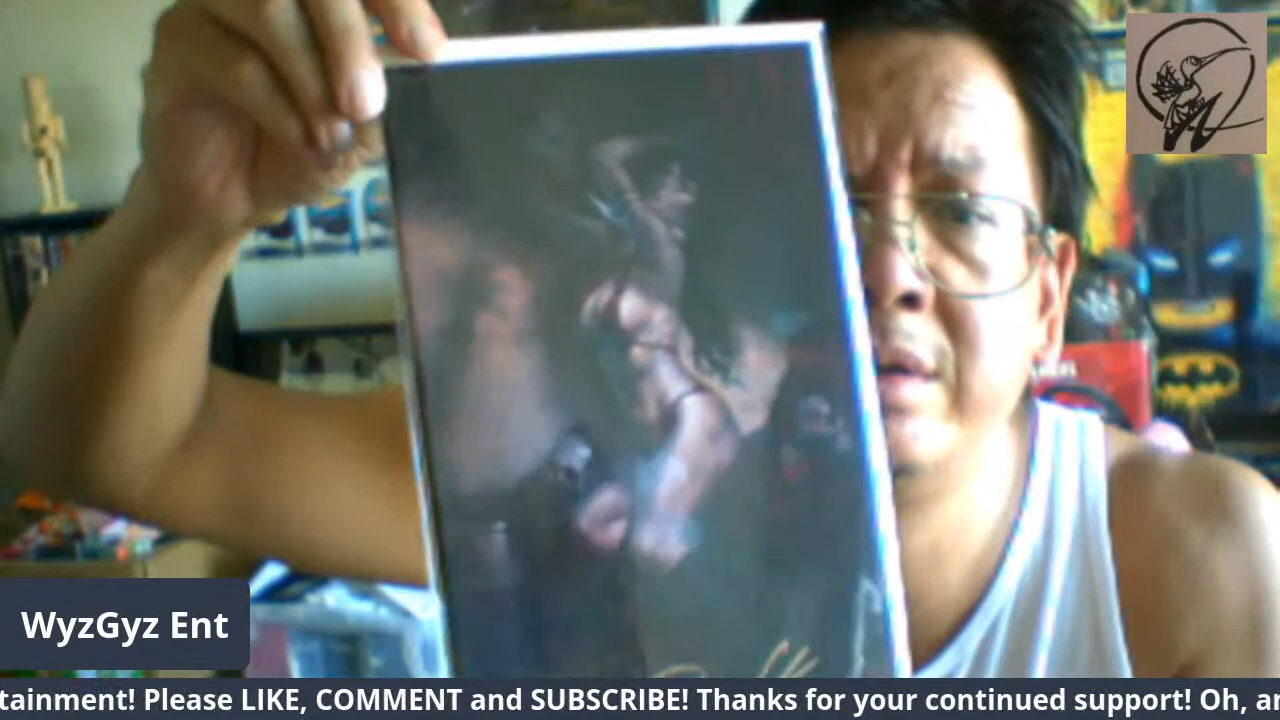 WyzGyz Ent
tainment! Please LIKE, COMMENT and SUBSCRIBE! Thanks for your continued support! Oh, an